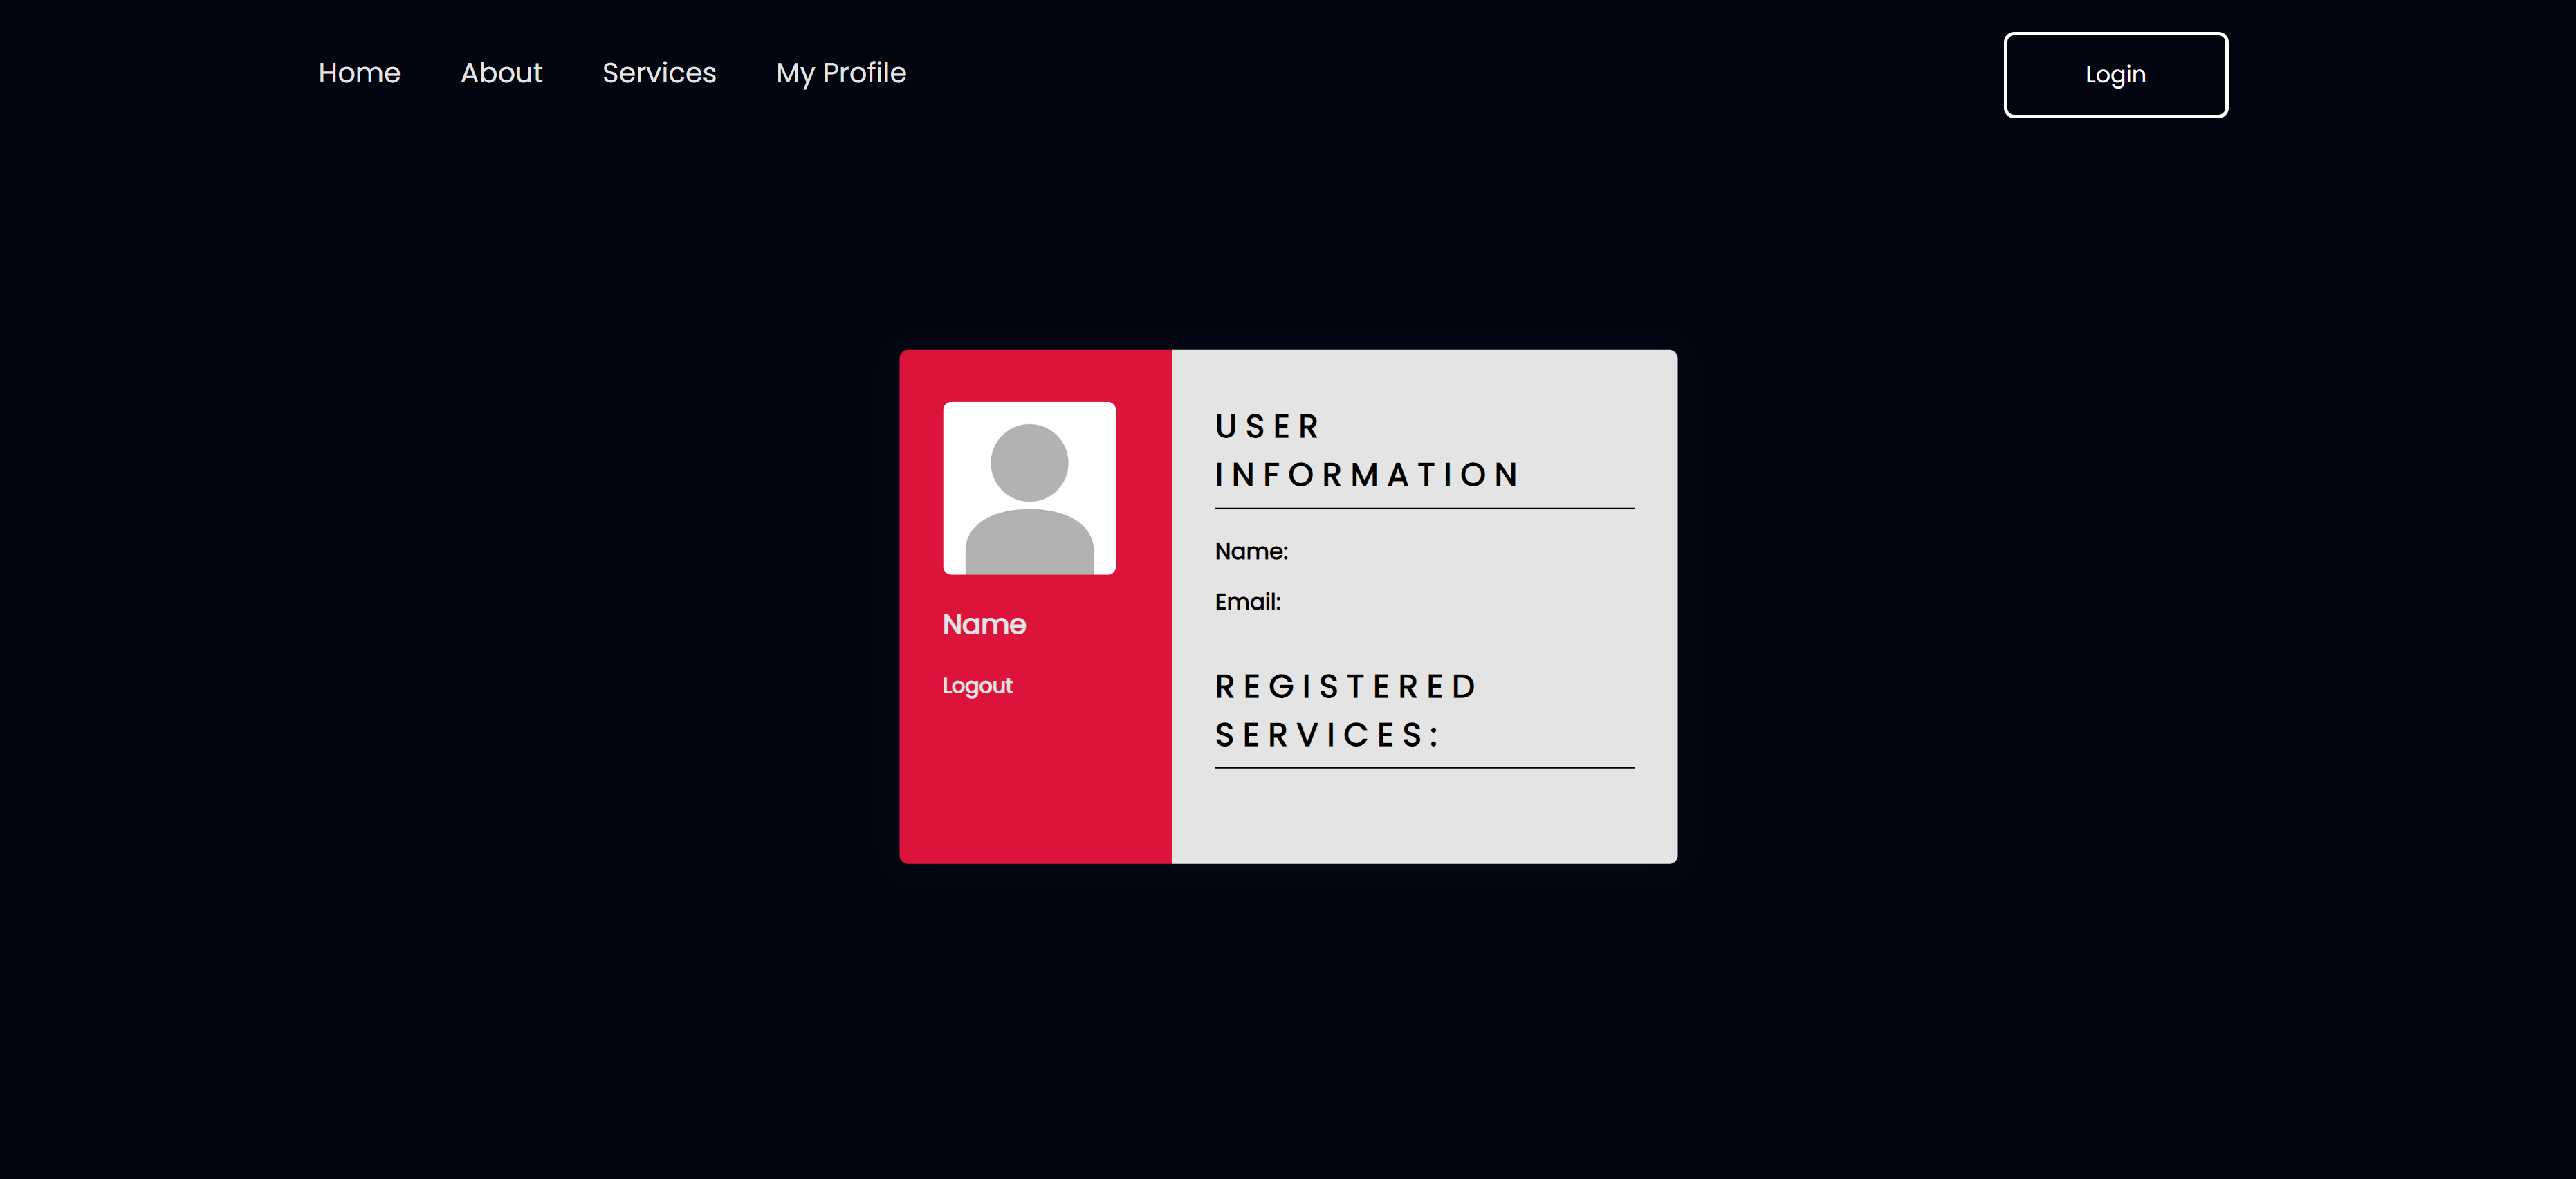 Home About Services My Profile Login
Name
Logout
USER
INFORMATION
Name:
Email:
REGISTERED
SERVICES: